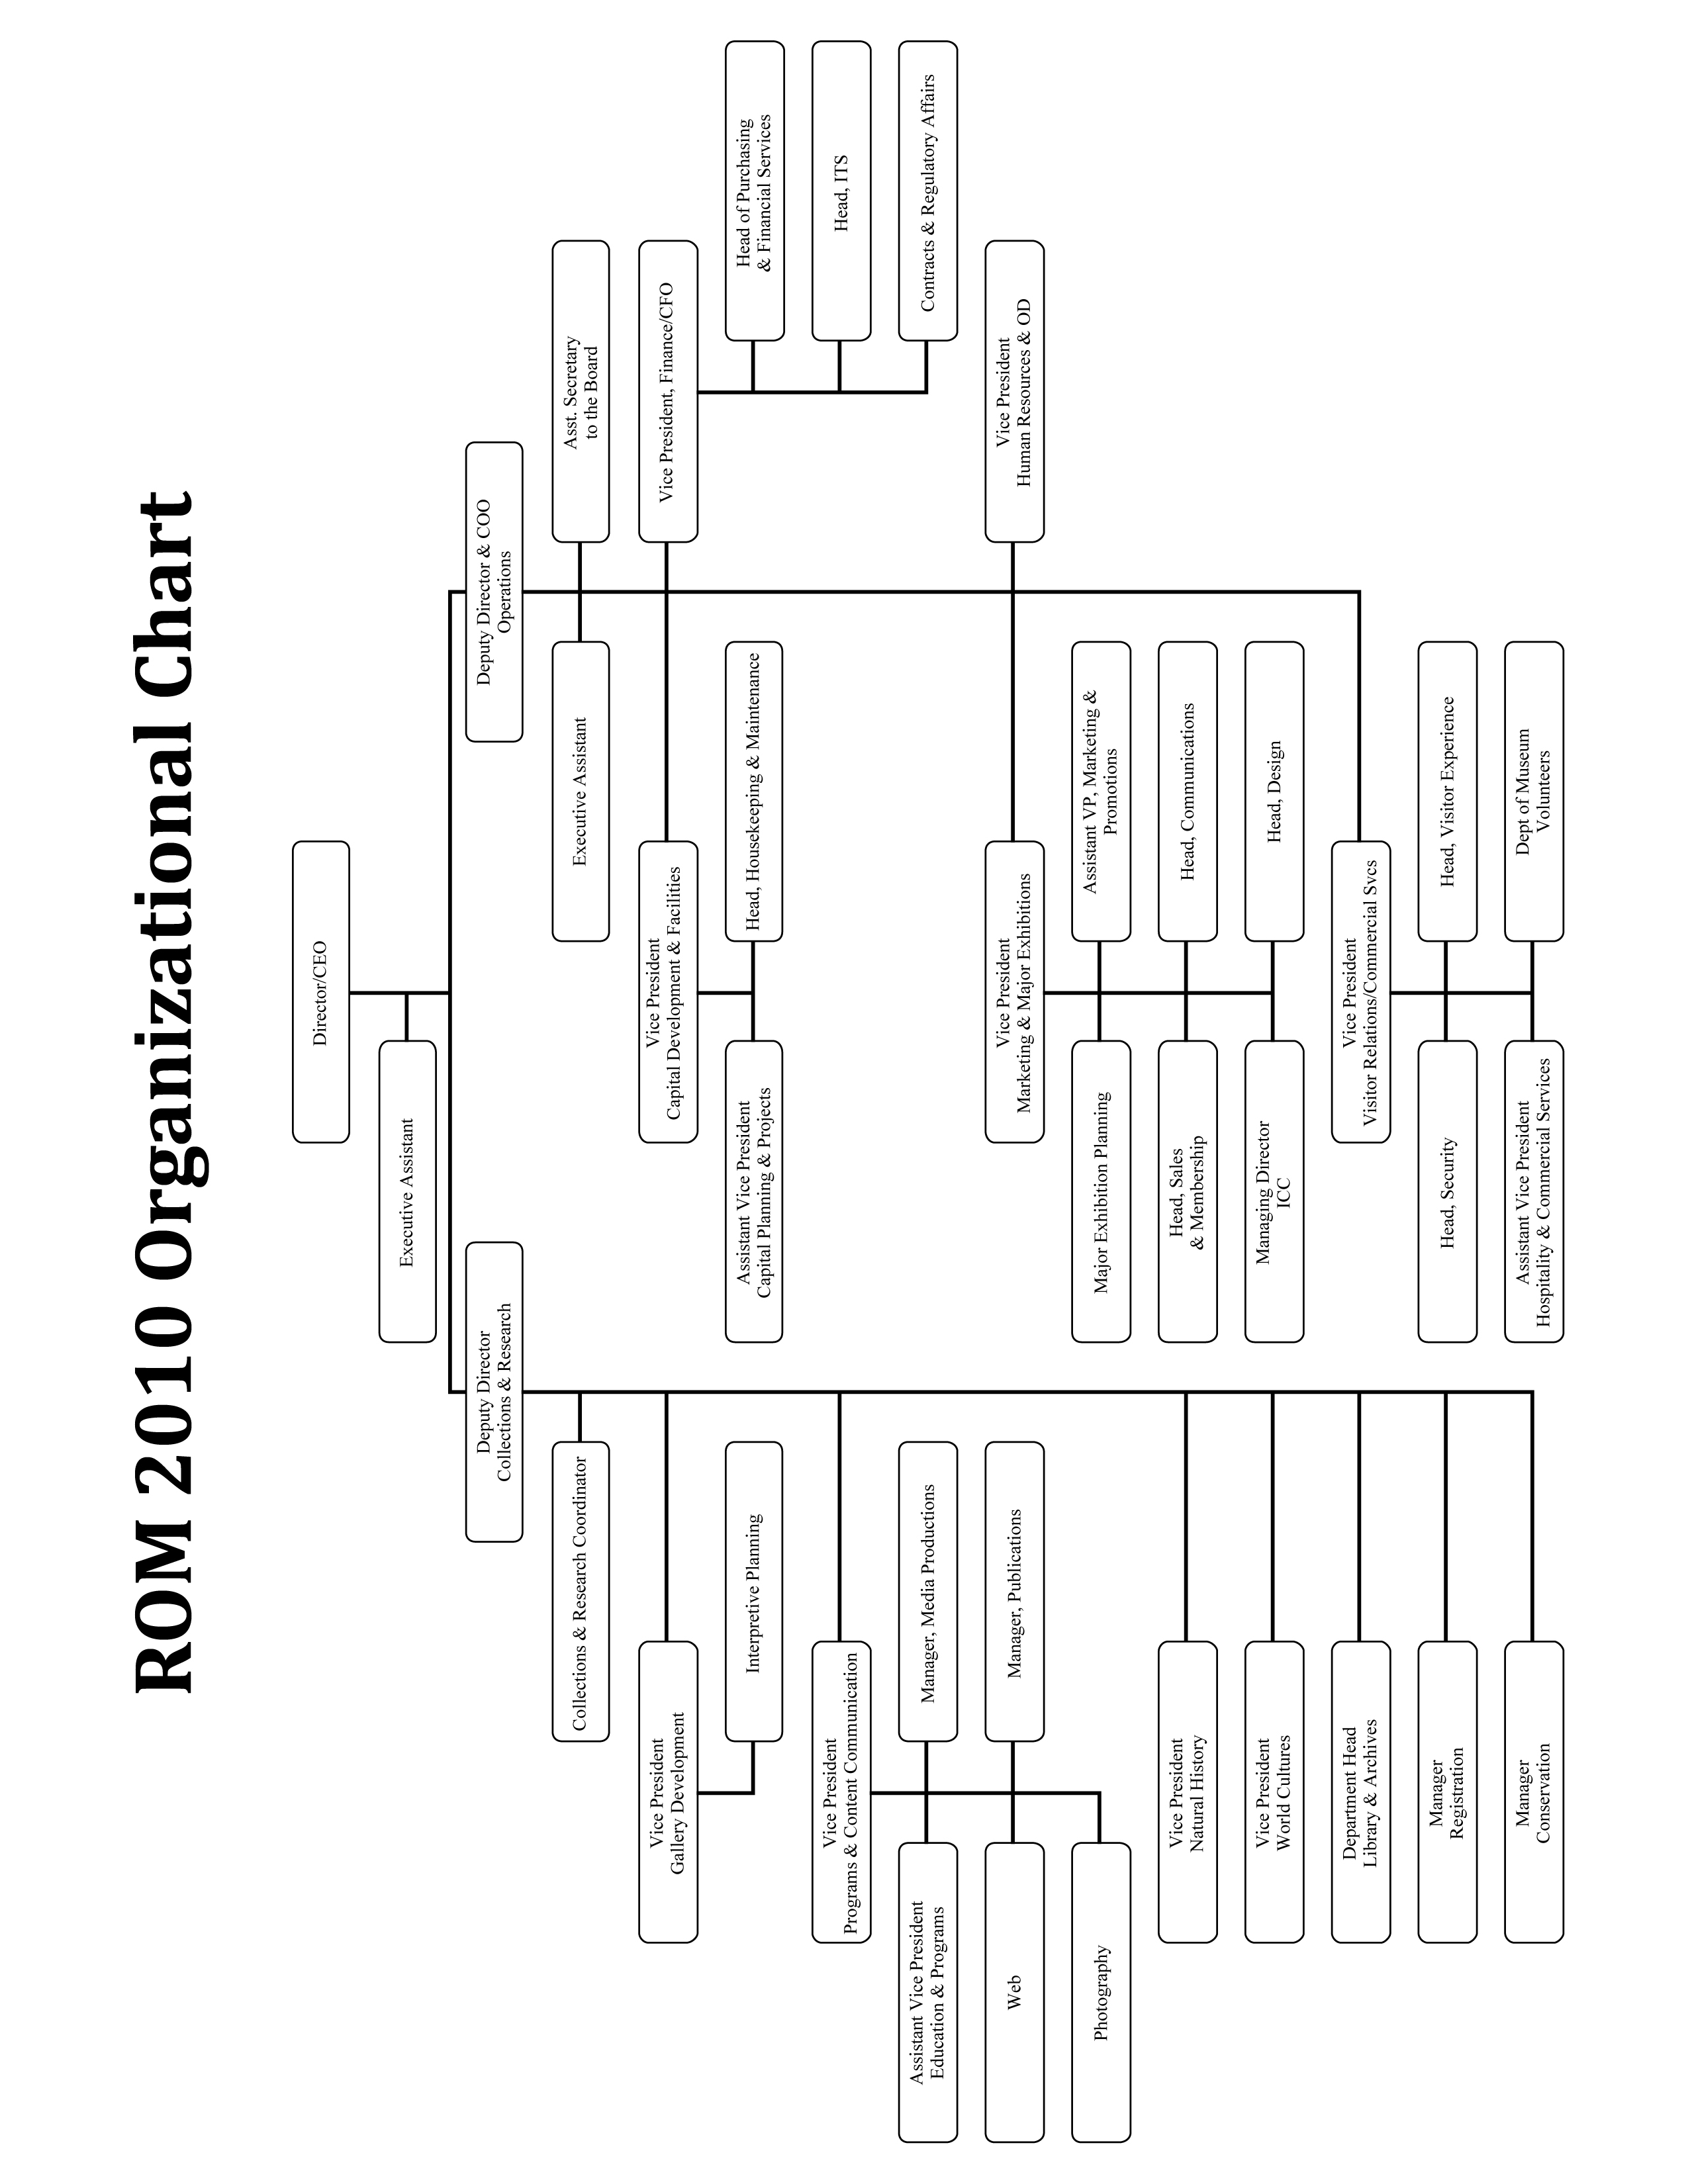 ROM 2010 Organizational Chart
Director/CEO
Executive Assistant
Deputy Director
Collections & Research
Deputy Director & COO
Operations
Collections & Research Coordinator
Executive Assistant
Asst. Secretary
to the Board
Vice President
Gallery Development
Vice President
Capital Development & Facilities
Vice President, Finance/CFO
Interpretive Planning
Assistant Vice President
Capital Planning & Projects
Head, Housekeeping & Maintenance
Head of Purchasing
& Financial Services
Vice President
Programs & Content Communication
Head, ITS
Assistant Vice President
Education & Programs
Manager, Media Productions
Contracts & Regulatory Affairs
Web
Manager, Publications
Vice President
Marketing & Major Exhibitions
Vice President
Human Resources & OD
Photography
Major Exhibition Planning
Assistant VP, Marketing &
Promotions
Vice President
Natural History
Head, Sales
& Membership
Head, Communications
Vice President
World Cultures
Managing Director
ICC
Head, Design
Department Head
Library & Archives
Vice President
Visitor Relations/Commercial Svcs
Manager
Registration
Head, Security
Head, Visitor Experience
Manager
Conservation
Assistant Vice President
Hospitality & Commercial Services
Dept of Museum
Volunteers